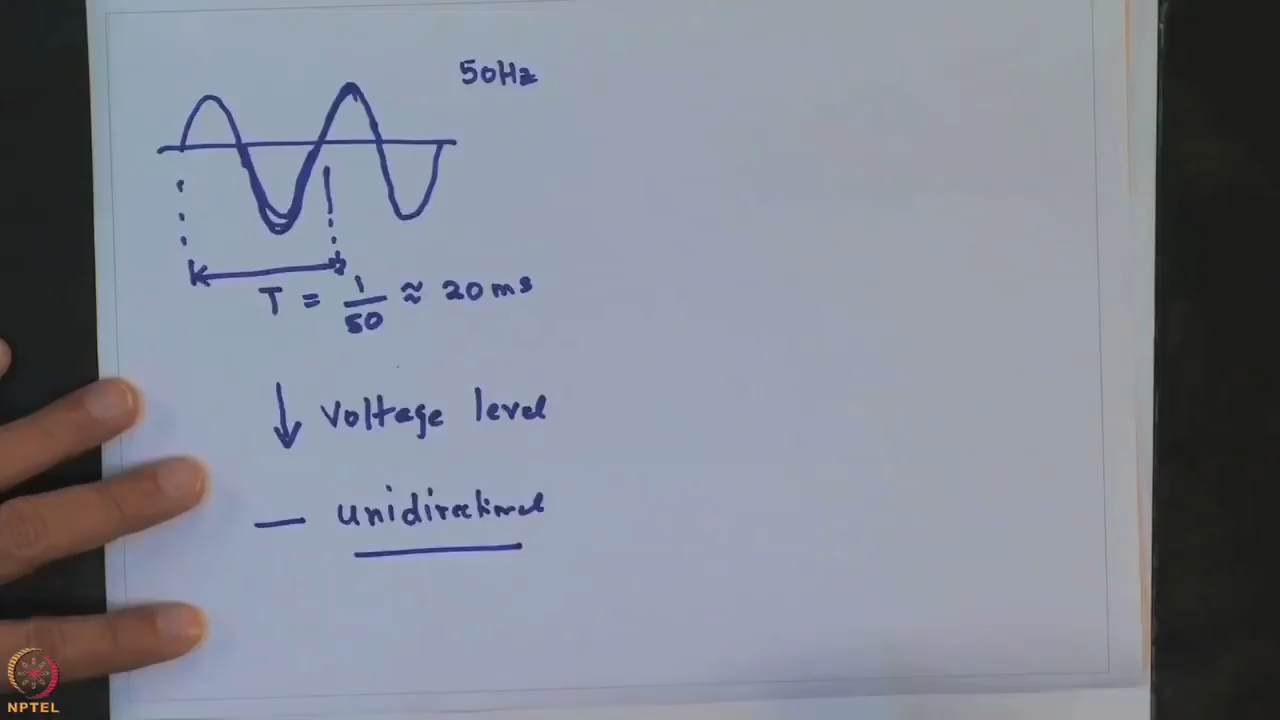 50Hz
T = 1/50 ≈ 20ms
↓ Voltage level
— unidirectional
NPTEL